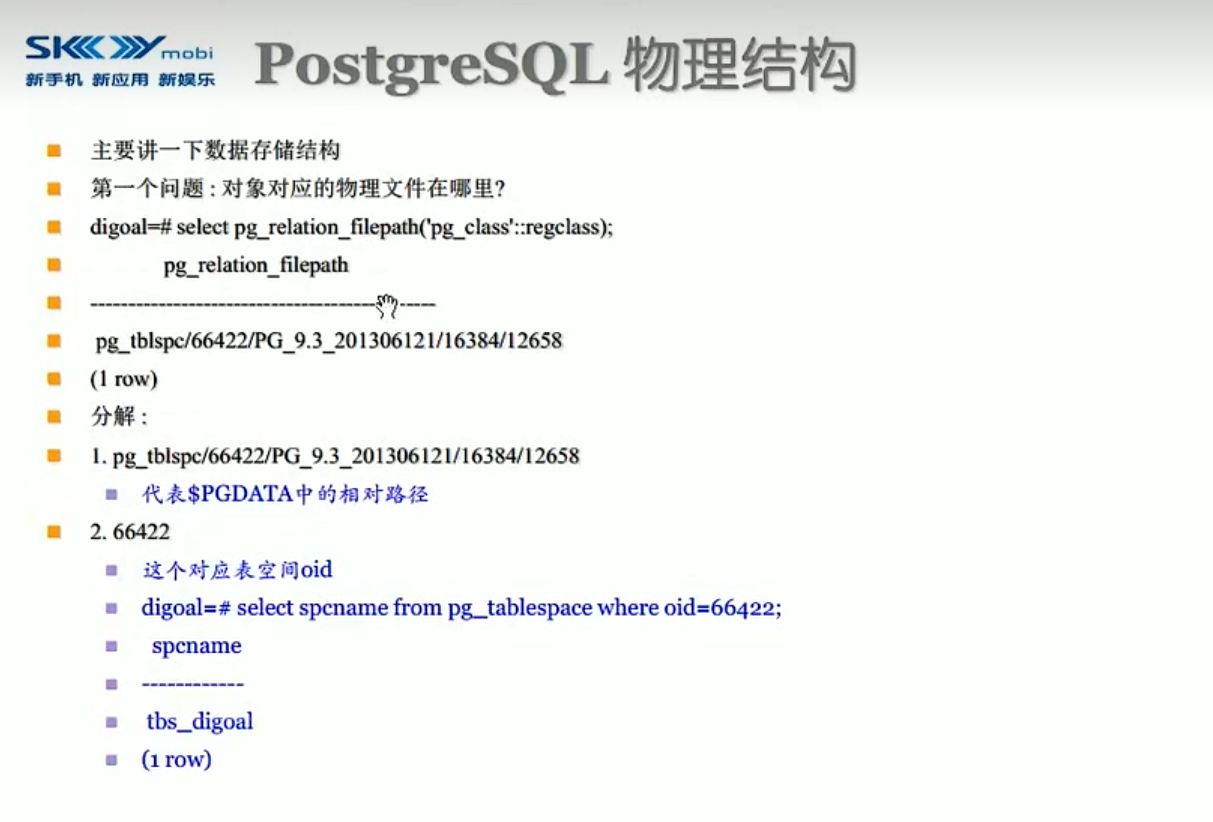 SKYmobi
新手机 新应用 新娱乐
PostgreSQL 物理结构
主要讲一下数据存储结构
第一个问题 : 对象对应的物理文件在哪里?
digoal=# select pg_relation_filepath('pg_class'::regclass);
pg_relation_filepath
----------------------------------------------
pg_tblspc/66422/PG_9.3_201306121/16384/12658
(1 row)
分解 :
1. pg_tblspc/66422/PG_9.3_201306121/16384/12658
代表$PGDATA中的相对路径
2. 66422
这个对应表空间oid
digoal=# select spcname from pg_tablespace where oid=66422;
spcname
------------
tbs_digoal
(1 row)